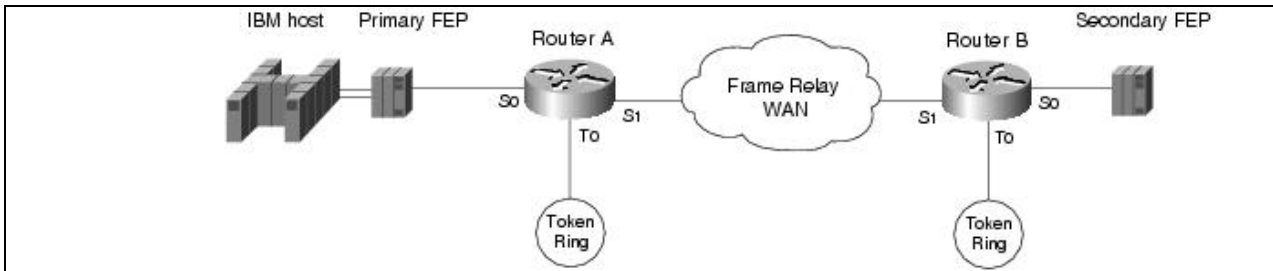 IBM host
Primary FEP
Router A
S0
S1
T0
Token
Ring
Frame Relay
WAN
Router B
S1
S0
T0
Token
Ring
Secondary FEP